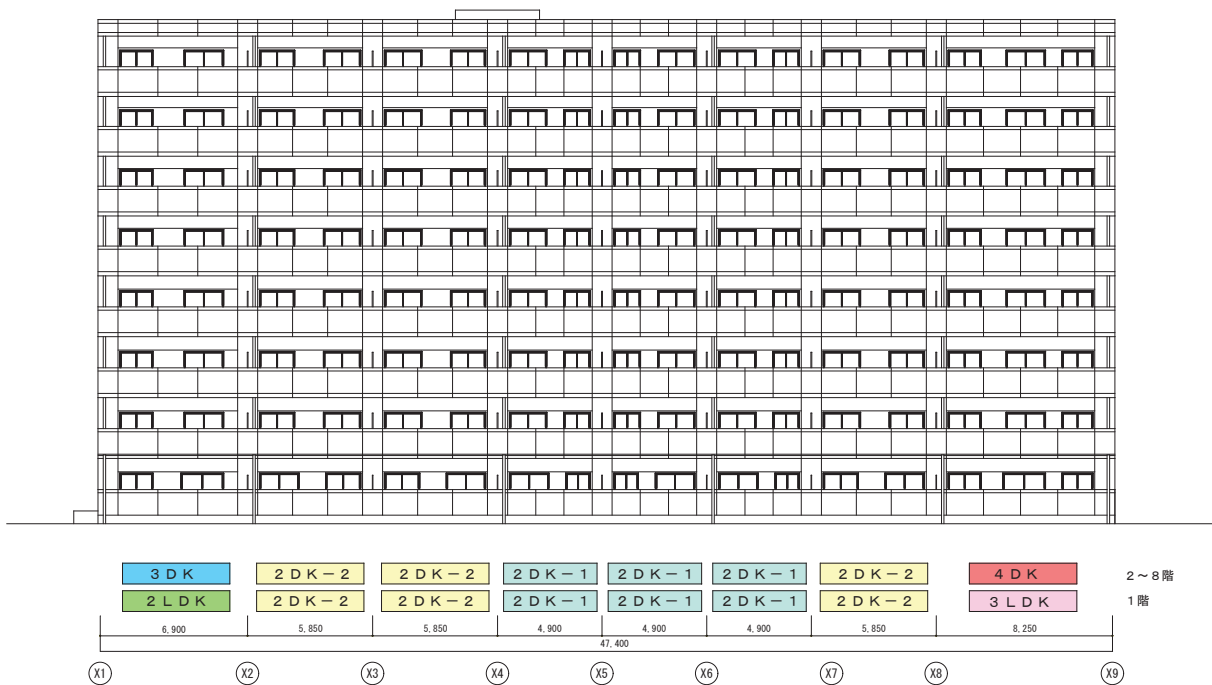 ３ＤＫ ２ＤＫ－２ ２ＤＫ－２ ２ＤＫ－１ ２ＤＫ－１ ２ＤＫ－１ ２ＤＫ－２ ４ＤＫ ２～８階
２ＬＤＫ ２ＤＫ－２ ２ＤＫ－２ ２ＤＫ－１ ２ＤＫ－１ ２ＤＫ－１ ２ＤＫ－２ ３ＬＤＫ １階
6,900 5,850 5,850 4,900 4,900 4,900 5,850 8,250
47,400
X1 X2 X3 X4 X5 X6 X7 X8 X9